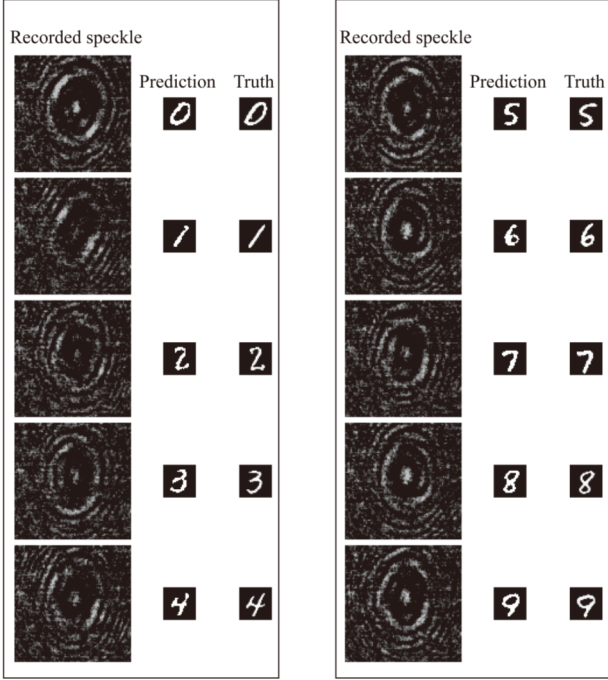 Recorded speckle
Prediction Truth
0 0
1 1
2 2
3 3
4 4
Recorded speckle
Prediction Truth
5 5
6 6
7 7
8 8
9 9